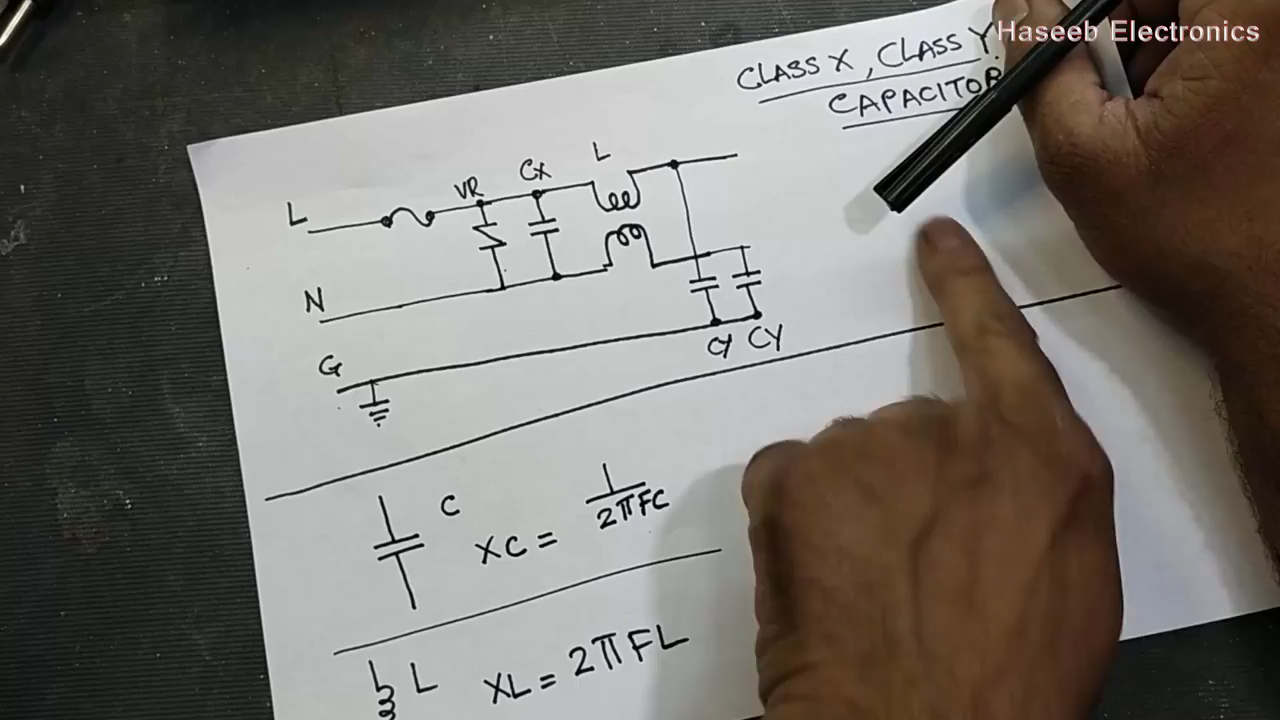 Haseeb Electronics
CLASS X, CLASS Y
CAPACITOR
L
VR
CX
L
N
G
CY CY
C
XC = 1/2πFC
L
XL = 2πFL